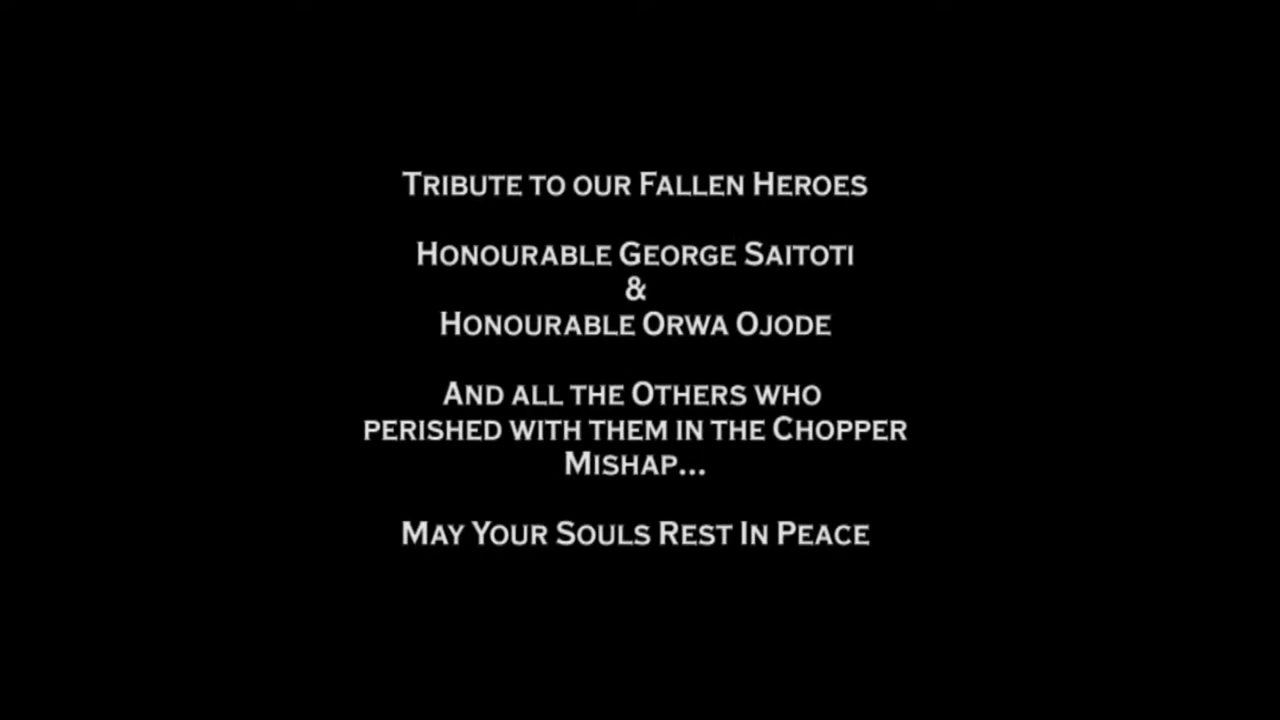 Tribute to our Fallen Heroes
Honourable George Saitoti
&
Honourable Orwa Ojode
And all the Others who
perished with them in the Chopper
Mishap...
May Your Souls Rest In Peace